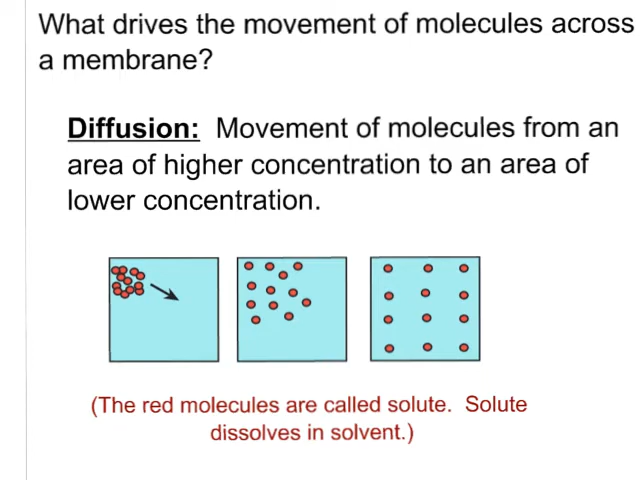 What drives the movement of molecules across
a membrane?
Diffusion: Movement of molecules from an
area of higher concentration to an area of
lower concentration.
(The red molecules are called solute. Solute
dissolves in solvent.)